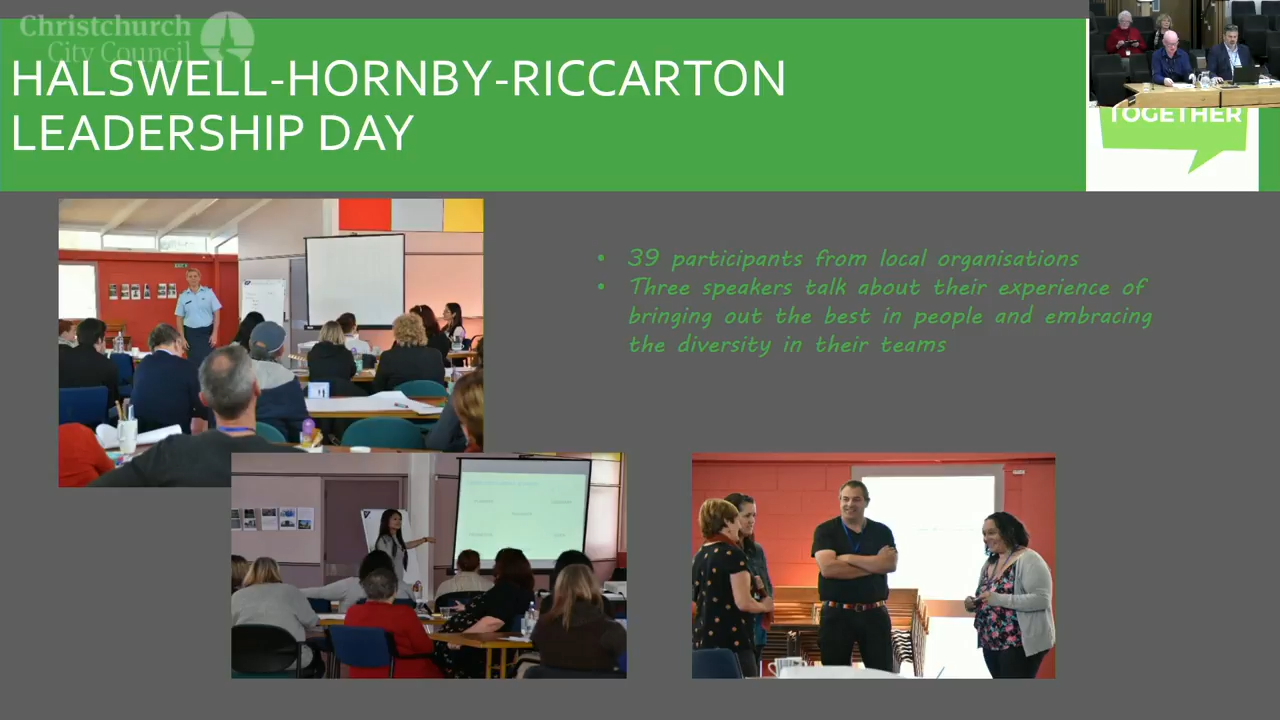 Christchurch
City Council
HALSWELL-HORNBY-RICCARTON
LEADERSHIP DAY
TOGETHER
• 39 participants from local organisations
• Three speakers talk about their experience of
bringing out the best in people and embracing
the diversity in their teams